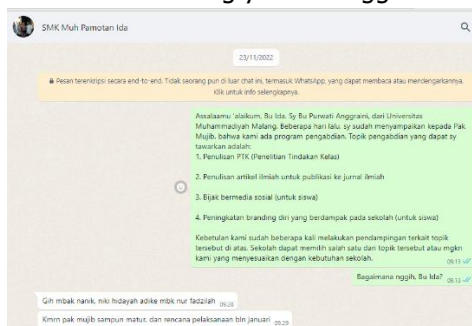 SMK Muh Pamotan Ida
23/11/2022
Pesan terenkripsi secara end-to-end. Tidak seorang pun di luar chat ini, termasuk WhatsApp, yang dapat membaca atau mendengarkannya.
Klik untuk info selengkapnya.
Assalaamu 'alaikum, Bu Ida. Sy Bu Purwati Anggraini, dari Universitas
Muhammadiyah Malang. Beberapa hari lalu, sy sudah menyampaikan kepada Pak
Mujib, bahwa kami ada program pengabdian. Topik pengabdian yang dapat sy
tawarkan adalah:
1. Penulisan PTK (Penelitian Tindakan Kelas)
2. Penulisan artikel ilmiah untuk publikasi ke jurnal ilmiah
3. Bijak bermedia sosial (untuk siswa)
4. Peningkatan branding diri yang berdampak pada sekolah (untuk siswa)
Kebetulan kami sudah beberapa kali melakukan pendampingan terkait topik
tersebut di atas. Sekolah dapat memilih salah satu dari topik tersebut atau mgkn
kami yang menyesuaikan dengan kebutuhan sekolah.
09.13
Bagaimana nggih, Bu Ida? 09.13
Gih mbak nanik, niki hidayah adike mbk nur fadzilah 09.28
Kmrn pak mujib sampun matur, dan rencana pelaksanaan bln januari 09.29